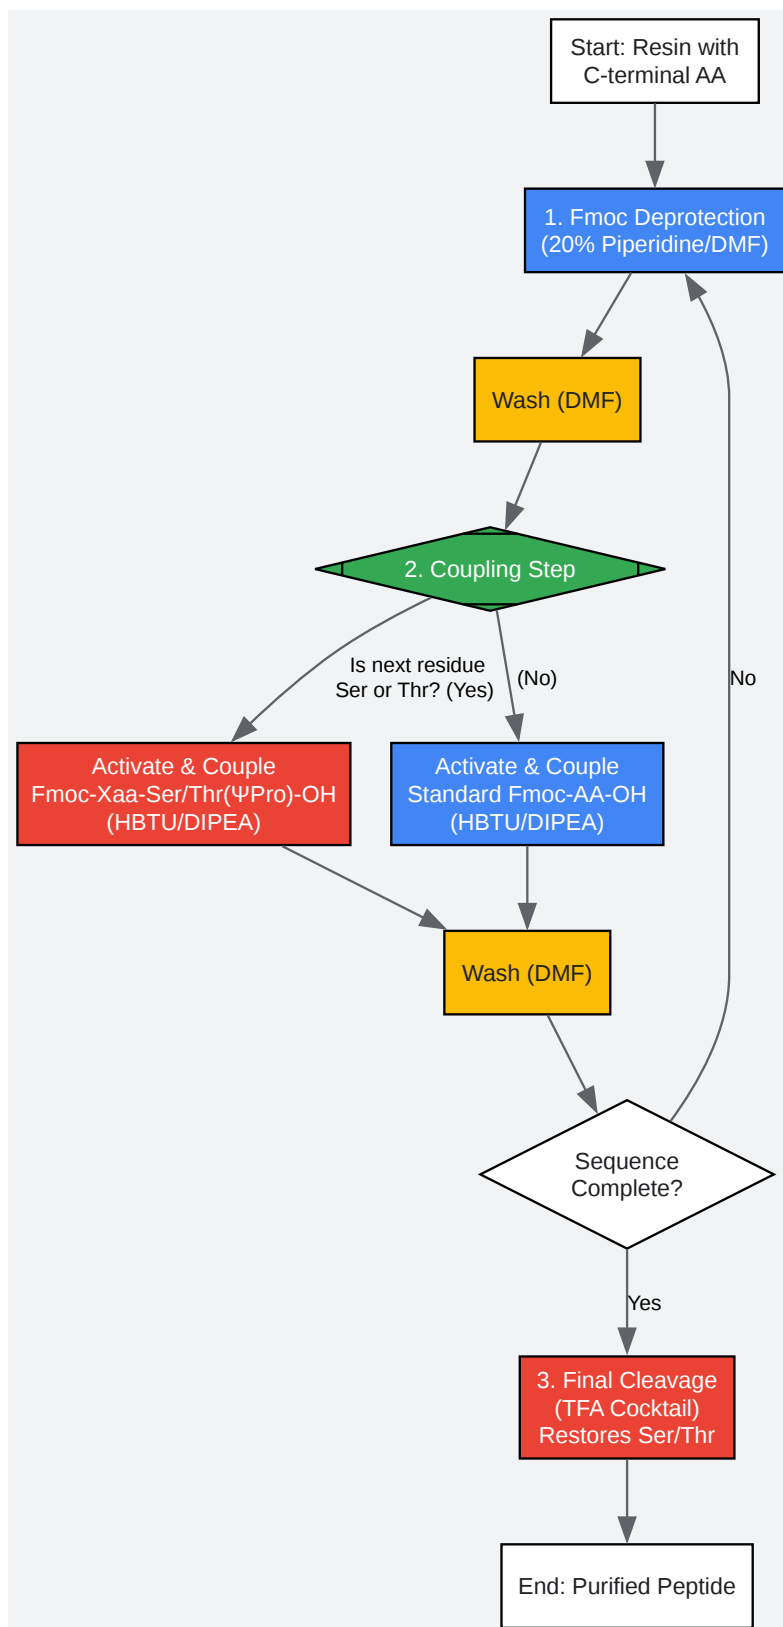 Start: Resin with
C-terminal AA
1. Fmoc Deprotection
(20% Piperidine/DMF)
Wash (DMF)
2. Coupling Step
Is next residue
Ser or Thr? (Yes)
(No)
No
Activate & Couple
Fmoc-Xaa-Ser/Thr(ΨPro)-OH
(HBTU/DIPEA)
Activate & Couple
Standard Fmoc-AA-OH
(HBTU/DIPEA)
Wash (DMF)
Sequence
Complete?
Yes
3. Final Cleavage
(TFA Cocktail)
Restores Ser/Thr
End: Purified Peptide